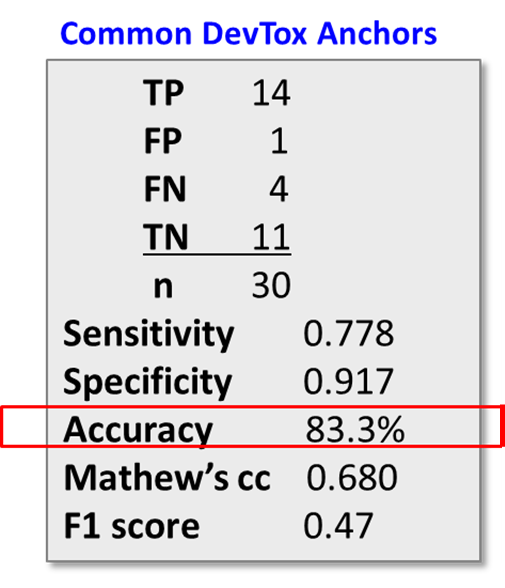 Common DevTox Anchors
TP 14
FP 1
FN 4
TN 11
n 30
Sensitivity 0.778
Specificity 0.917
Accuracy 83.3%
Mathew's cc 0.680
F1 score 0.47